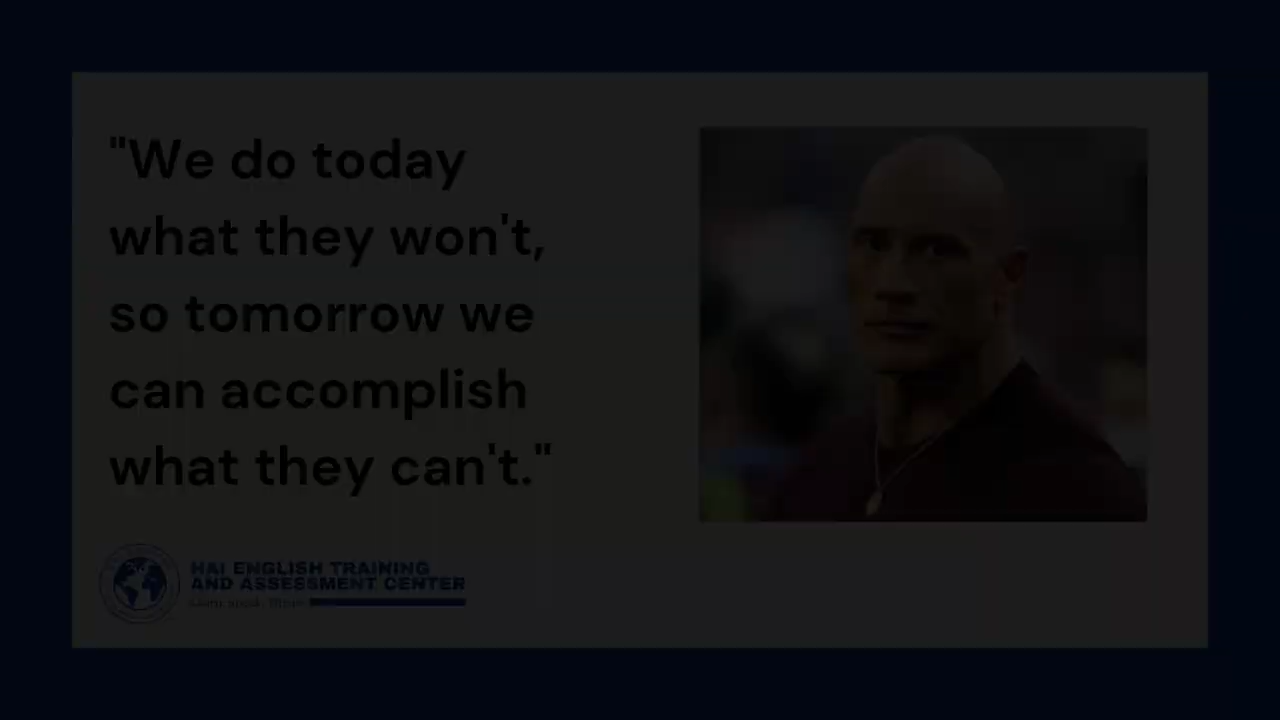 "We do today
what they won't,
so tomorrow we
can accomplish
what they can't."
HAI ENGLISH TRAINING
AND ASSESSMENT CENTER